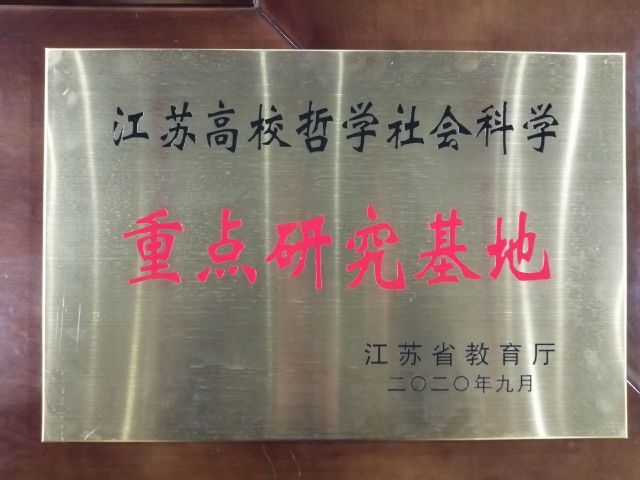 江苏高校哲学社会科学
重点研究基地
江苏省教育厅
二〇二〇年九月